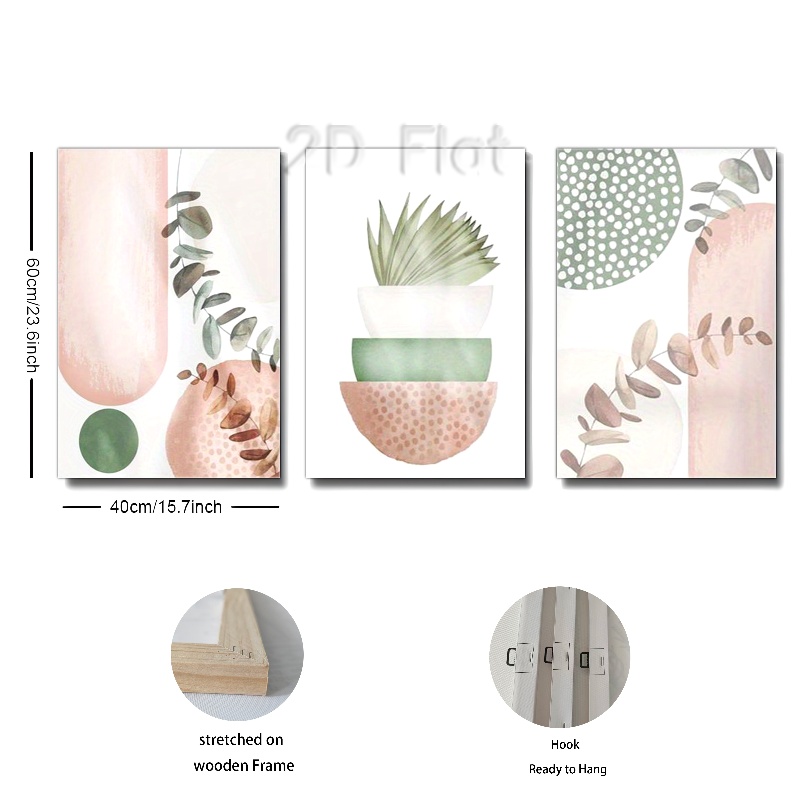 2D Flat
60cm/23.6inch
40cm/15.7inch
stretched on
wooden Frame
Hook
Ready to Hang